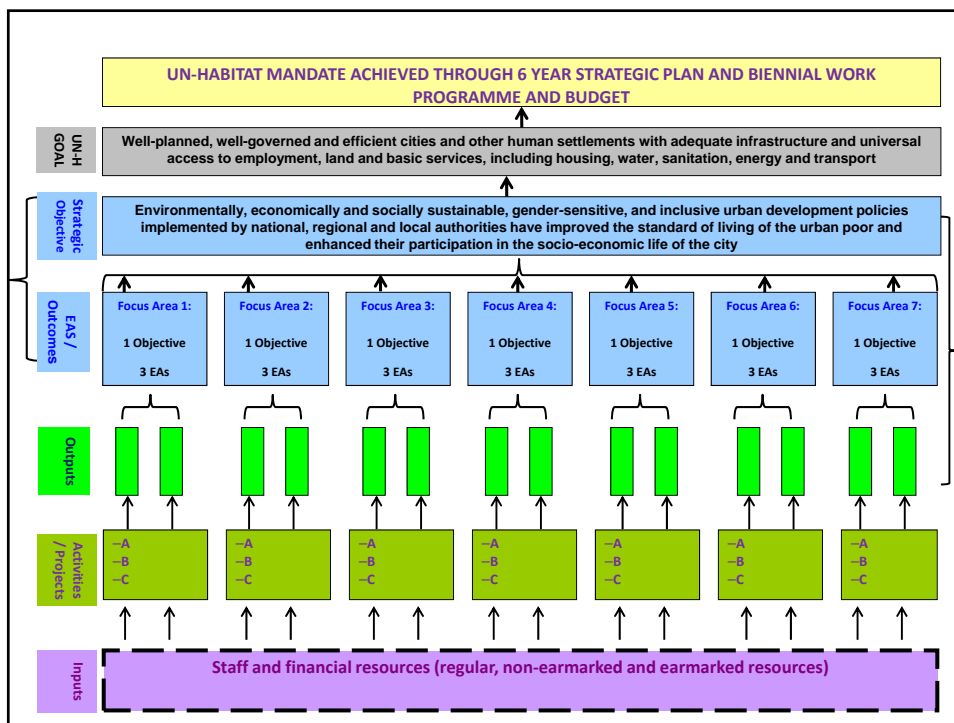 UN-HABITAT MANDATE ACHIEVED THROUGH 6 YEAR STRATEGIC PLAN AND BIENNIAL WORK
PROGRAMME AND BUDGET
UN-H
GOAL
Well-planned, well-governed and efficient cities and other human settlements with adequate infrastructure and universal
access to employment, land and basic services, including housing, water, sanitation, energy and transport
Strategic
Objective
Environmentally, economically and socially sustainable, gender-sensitive, and inclusive urban development policies
implemented by national, regional and local authorities have improved the standard of living of the urban poor and
enhanced their participation in the socio-economic life of the city
EAS /
Outcomes
Focus Area 1:
1 Objective
3 EAs
Focus Area 2:
1 Objective
3 EAs
Focus Area 3:
1 Objective
3 EAs
Focus Area 4:
1 Objective
3 EAs
Focus Area 5:
1 Objective
3 EAs
Focus Area 6:
1 Objective
3 EAs
Focus Area 7:
1 Objective
3 EAs
Outputs
Activities
/ Projects
–A
–B
–C
–A
–B
–C
–A
–B
–C
–A
–B
–C
–A
–B
–C
–A
–B
–C
–A
–B
–C
Inputs
Staff and financial resources (regular, non-earmarked and earmarked resources)